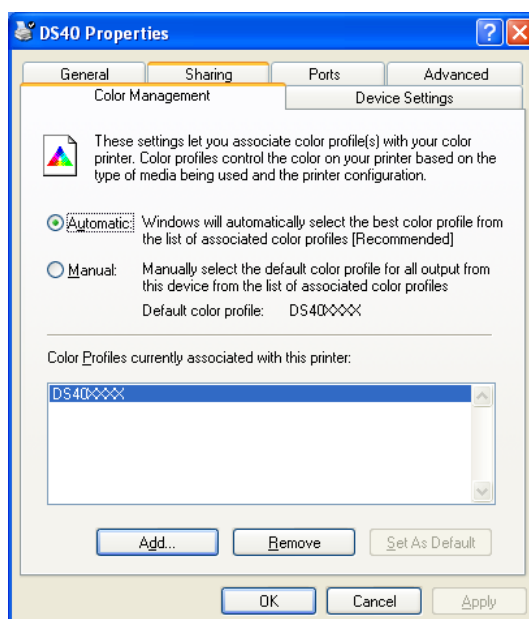 DS40 Properties
General Sharing Ports Advanced
Color Management Device Settings
These settings let you associate color profile(s) with your color
printer. Color profiles control the color on your printer based on the
type of media being used and the printer configuration.
Automatic: Windows will automatically select the best color profile from
the list of associated color profiles [Recommended]
Manual: Manually select the default color profile for all output from
this device from the list of associated color profiles
Default color profile: DS40XXXX
Color Profiles currently associated with this printer:
DS40XXXX
Add... Remove Set As Default
OK Cancel Apply